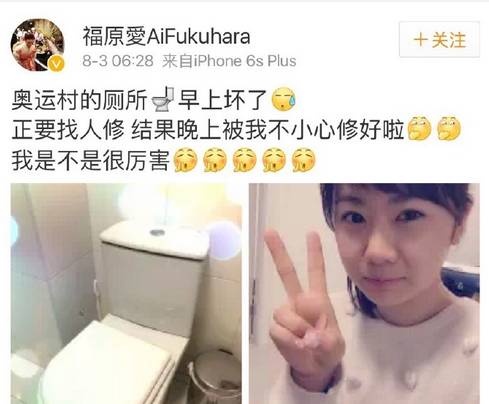 福原愛AiFukuhara
8-3 06:28 来自iPhone 6s Plus
+关注
奥运村的厕所🚽早上坏了😪
正要找人修 结果晚上被我不小心修好啦🤭🤭
我是不是很厉害😚😚😚😚😚